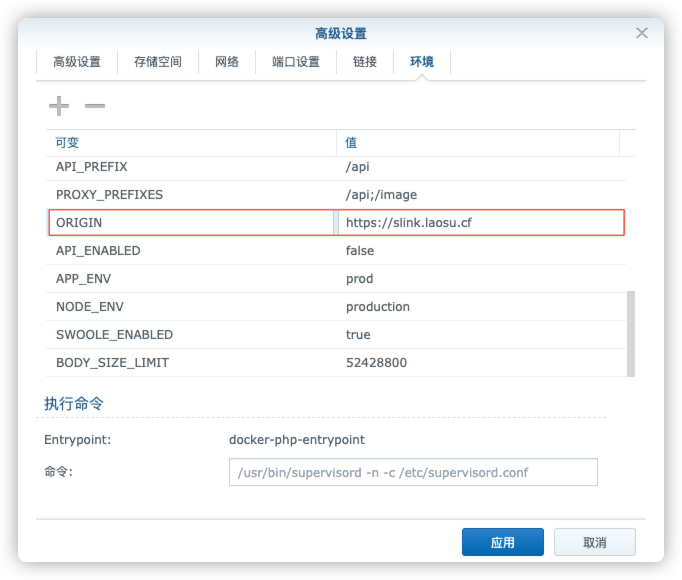 高级设置
高级设置 存储空间 网络 端口设置 链接 环境
可变 值
API_PREFIX /api
PROXY_PREFIXES /api;/image
ORIGIN https://slink.laosu.cf
API_ENABLED false
APP_ENV prod
NODE_ENV production
SWOOLE_ENABLED true
BODY_SIZE_LIMIT 52428800
执行命令
Entrypoint: docker-php-entrypoint
命令: /usr/bin/supervisord -n -c /etc/supervisord.conf
应用 取消